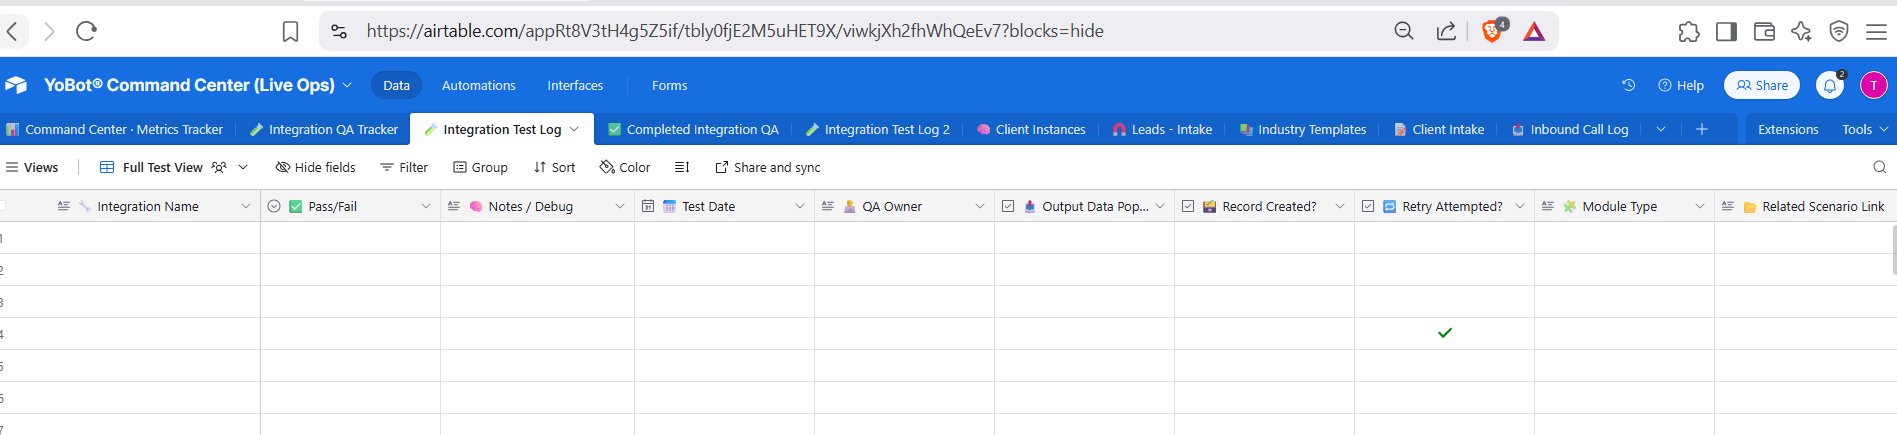 https://airtable.com/appRt8V3tH4g5Z5if/tbly0fjE2M5uHET9X/viwkjXh2fhWhQeEv7?blocks=hide 4
YoBot® Command Center (Live Ops) Data Automations Interfaces Forms Help Share 2 T
Command Center · Metrics Tracker Integration QA Tracker Integration Test Log Completed Integration QA Integration Test Log 2 Client Instances Leads - Intake Industry Templates Client Intake Inbound Call Log Extensions Tools
Views Full Test View Hide fields Filter Group Sort Color Share and sync
Integration Name Pass/Fail Notes / Debug Test Date QA Owner Output Data Pop... Record Created? Retry Attempted? Module Type Related Scenario Link
1
2
3
4
5
6
7